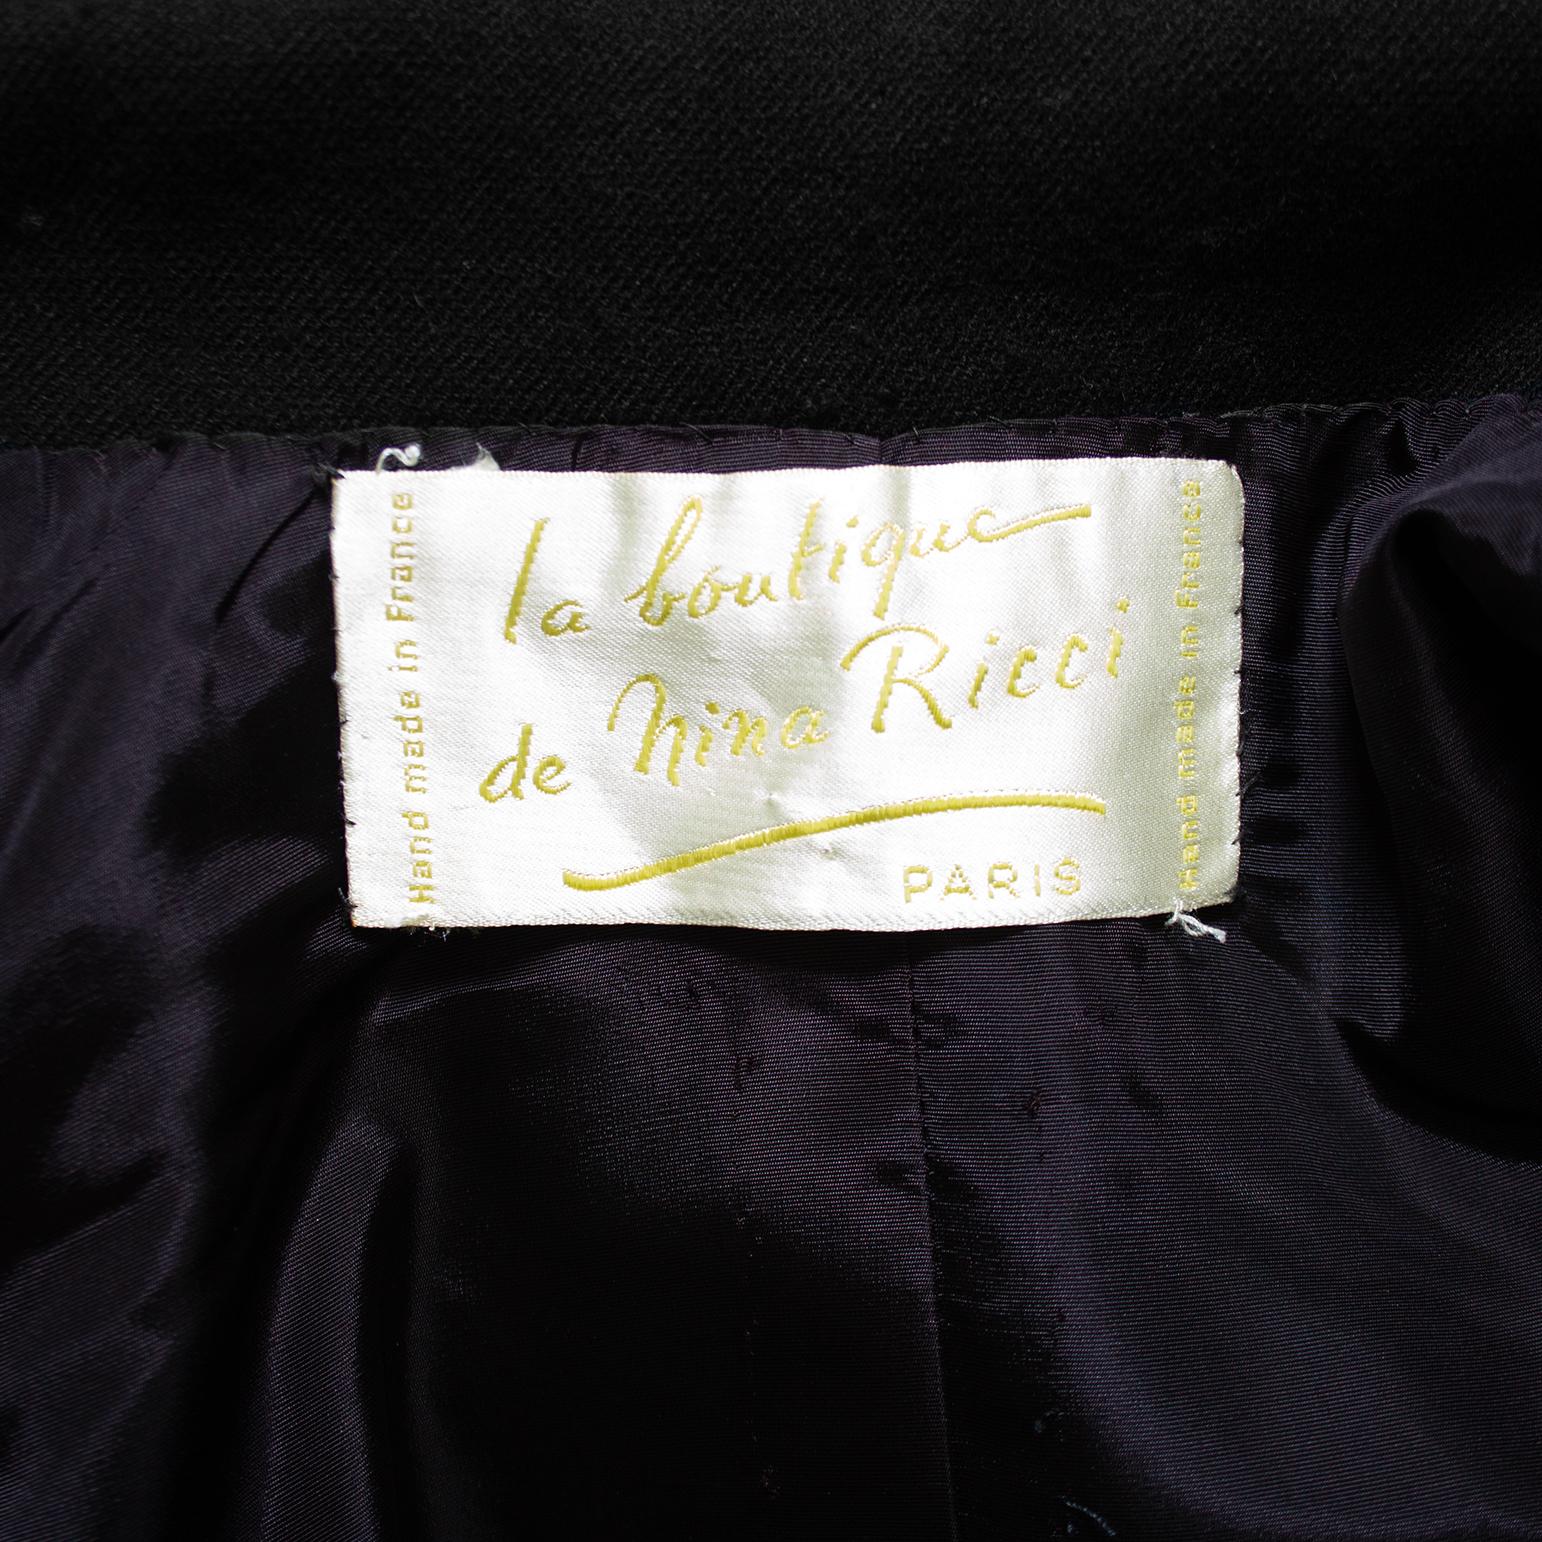 Hand made in France
la boutique
de Nina Ricci
PARIS
Hand made in France